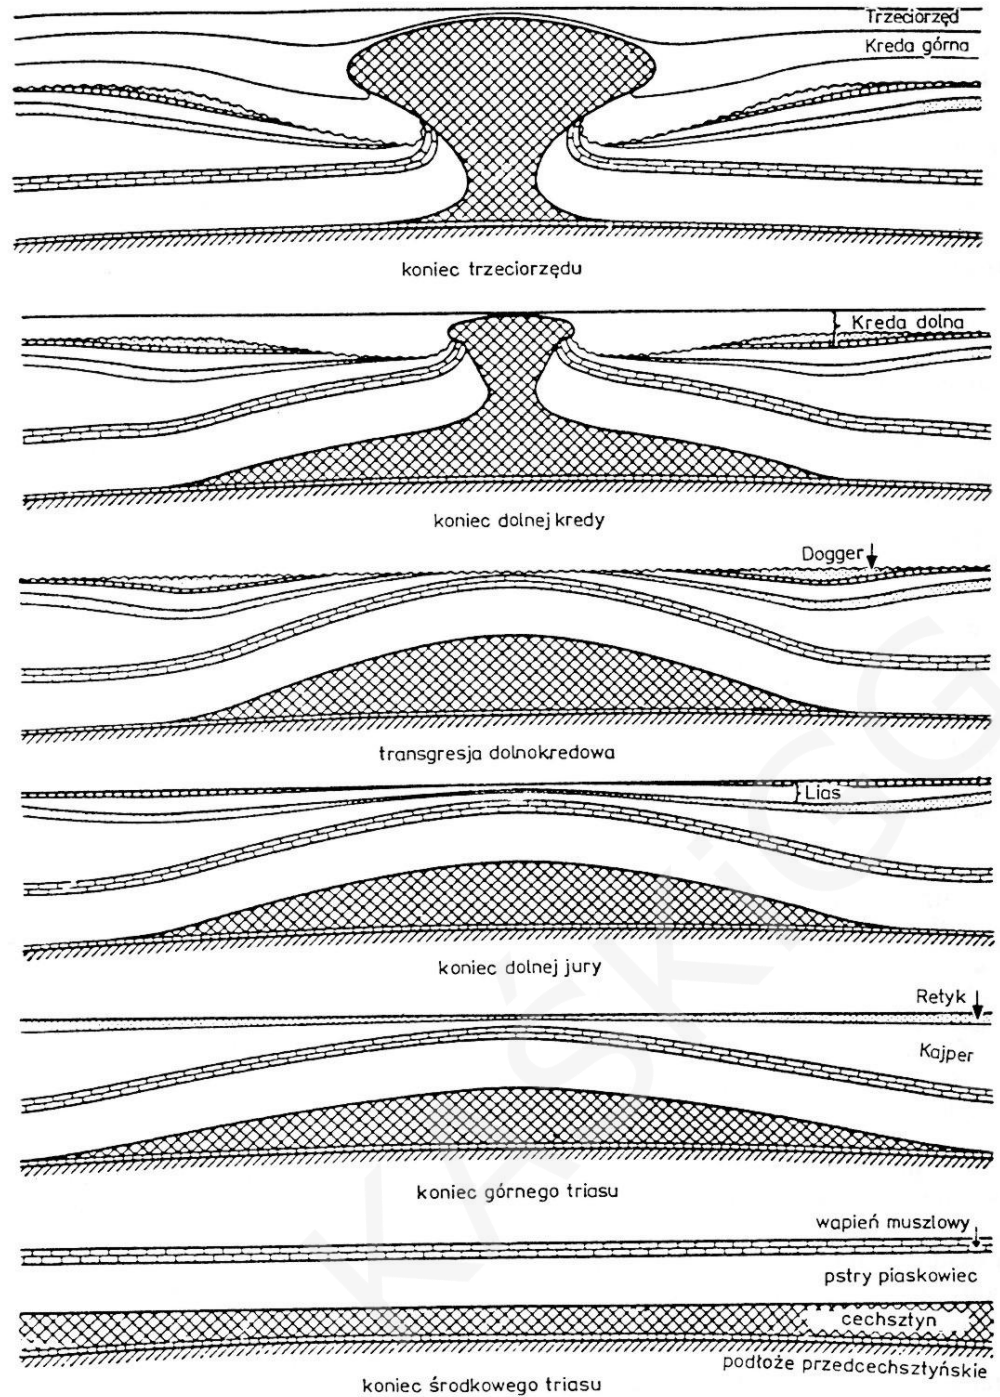 Trzeciorzęd
Kreda górna
koniec trzeciorzędu
Kreda dolna
koniec dolnej kredy
Dogger
transgresja dolnokredowa
Lias
koniec dolnej jury
Retyk
Kajper
koniec górnego triasu
wapień muszlowy
pstry piaskowiec
cechsztyn
podłoże przedcechsztyńskie
koniec środkowego triasu
KAŚKiGG